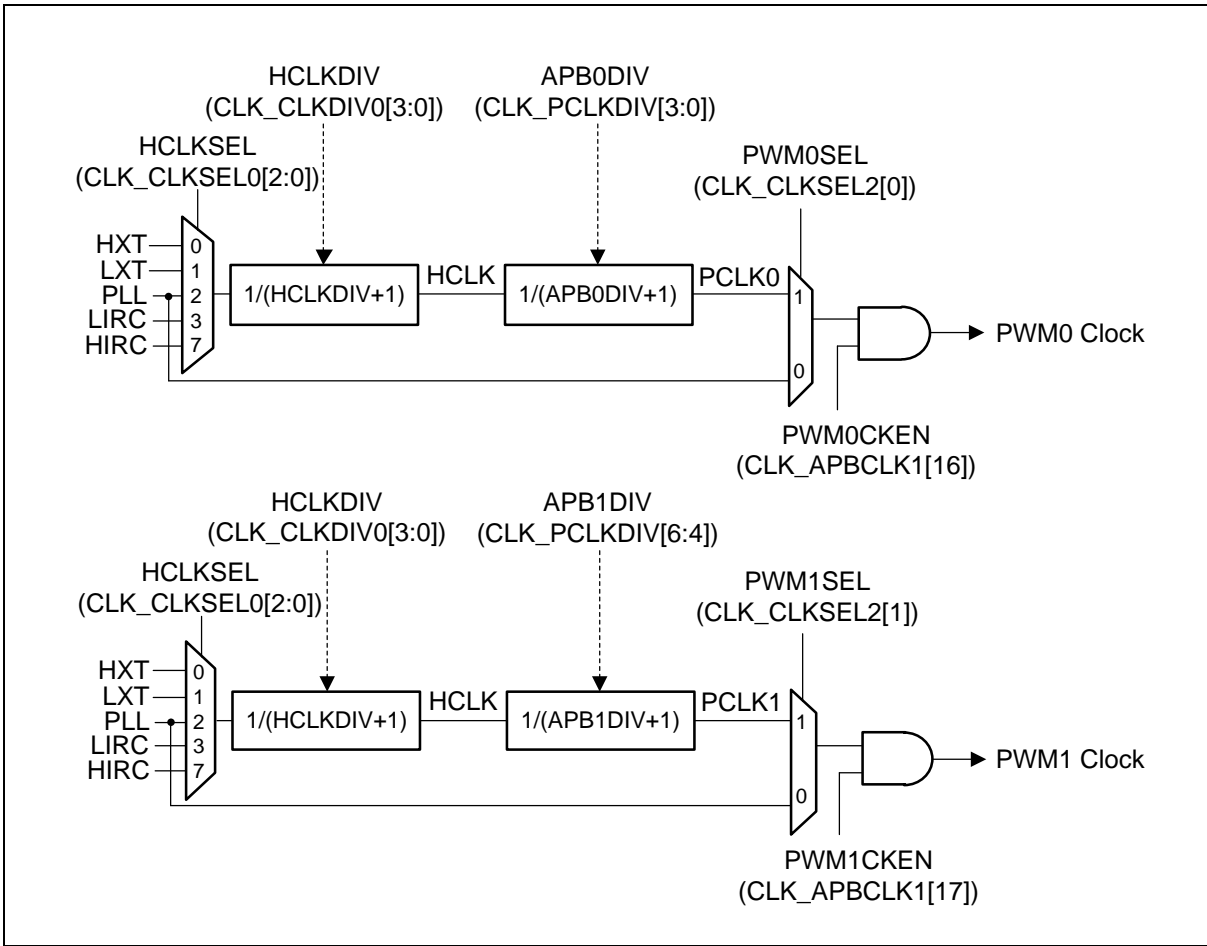 HCLKDIV
(CLK_CLKDIV0[3:0])
APB0DIV
(CLK_PCLKDIV[3:0])
HCLKSEL
(CLK_CLKSEL0[2:0])
PWM0SEL
(CLK_CLKSEL2[0])
HXT
LXT
PLL
LIRC
HIRC
0
1
2
3
7
1/(HCLKDIV+1)
HCLK
1/(APB0DIV+1)
PCLK0
1
0
PWM0 Clock
PWM0CKEN
(CLK_APBCLK1[16])
HCLKDIV
(CLK_CLKDIV0[3:0])
APB1DIV
(CLK_PCLKDIV[6:4])
HCLKSEL
(CLK_CLKSEL0[2:0])
PWM1SEL
(CLK_CLKSEL2[1])
HXT
LXT
PLL
LIRC
HIRC
0
1
2
3
7
1/(HCLKDIV+1)
HCLK
1/(APB1DIV+1)
PCLK1
1
0
PWM1 Clock
PWM1CKEN
(CLK_APBCLK1[17])